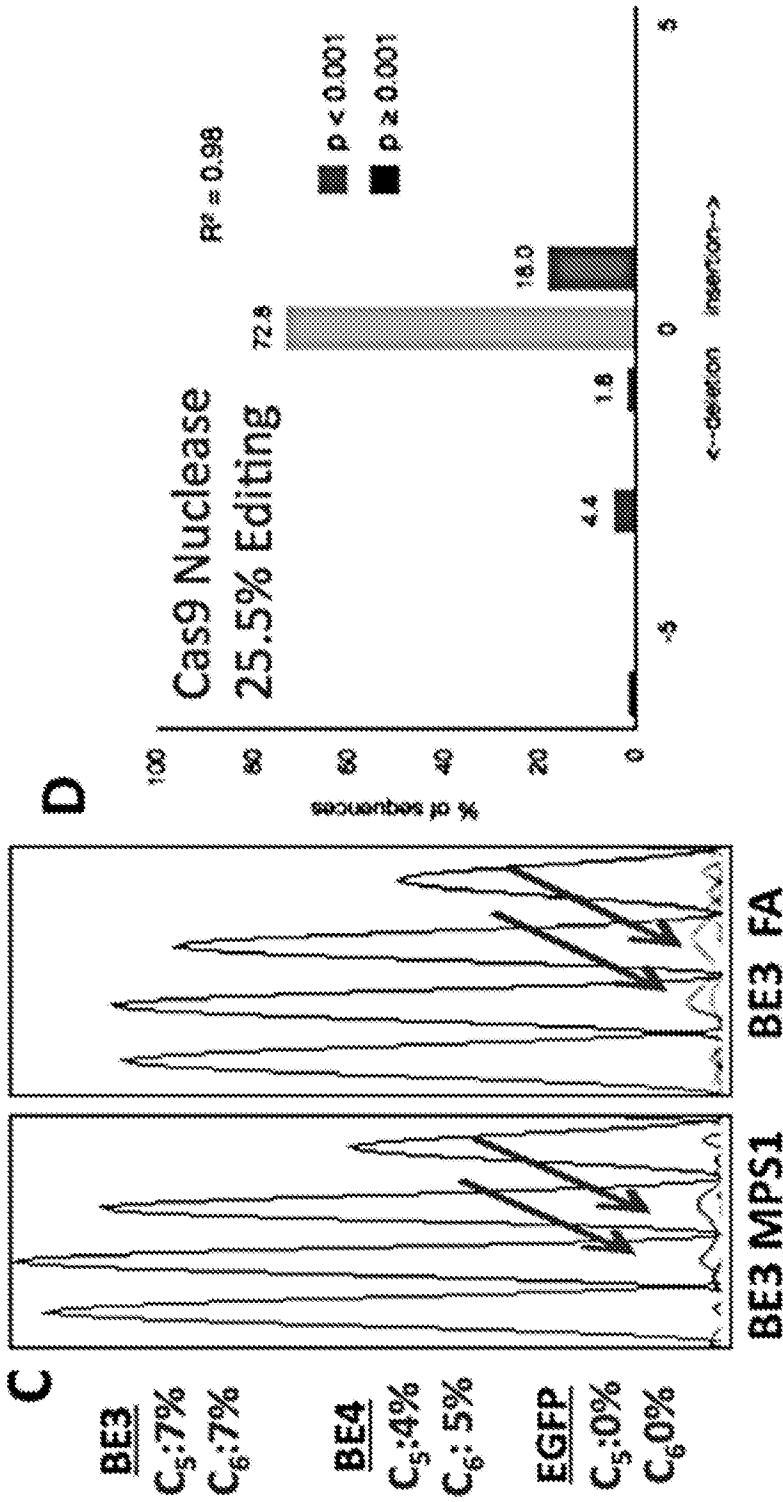 C
BE3
C5:7%
C6:7%
BE4
C5:4%
C6: 5%
EGFP
C5:0%
C6 0%
BE3 MPS1
BE3 FA
D
Cas9 Nuclease
25.5% Editing
R² = 0.98
p < 0.001
p ≥ 0.001
% of sequences
100
80
60
40
20
0
4.4
1.8
72.8
18.0
-5
0
5
<--deletion insertion-->